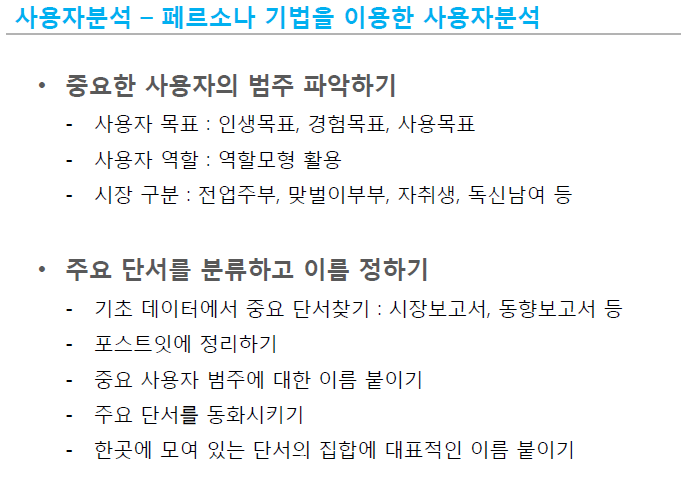 사용자분석 – 페르소나 기법을 이용한 사용자분석
• 중요한 사용자의 범주 파악하기
- 사용자 목표 : 인생목표, 경험목표, 사용목표
- 사용자 역할 : 역할모형 활용
- 시장 구분 : 전업주부, 맞벌이부부, 자취생, 독신남여 등
• 주요 단서를 분류하고 이름 정하기
- 기초 데이터에서 중요 단서찾기 : 시장보고서, 동향보고서 등
- 포스트잇에 정리하기
- 중요 사용자 범주에 대한 이름 붙이기
- 주요 단서를 동화시키기
- 한곳에 모여 있는 단서의 집합에 대표적인 이름 붙이기